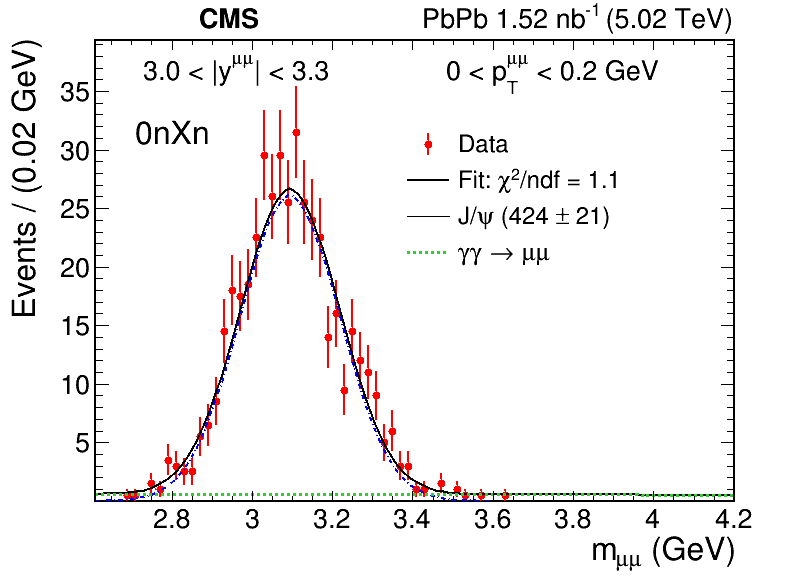 CMS PbPb 1.52 nb⁻¹ (5.02 TeV)
3.0 < |y^μμ| < 3.3 0 < p_T^μμ < 0.2 GeV
0nXn
Data
Fit: χ²/ndf = 1.1
J/ψ (424 ± 21)
γγ → μμ
Events / (0.02 GeV)
35
30
25
20
15
10
5
2.8 3 3.2 3.4 3.6 3.8 4 4.2
m_μμ (GeV)